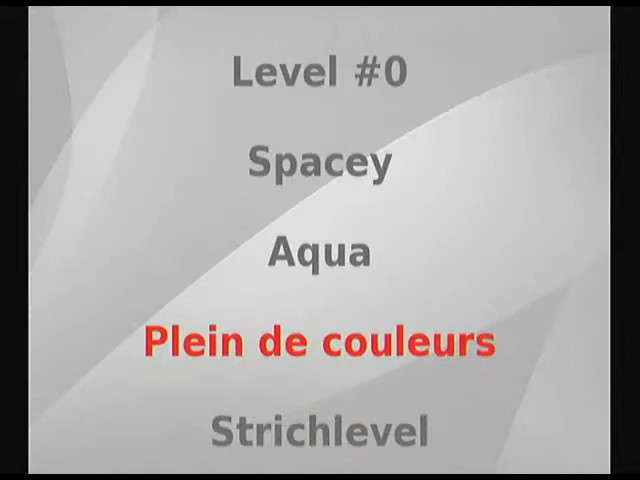 Level #0
Spacey
Aqua
Plein de couleurs
Strichlevel